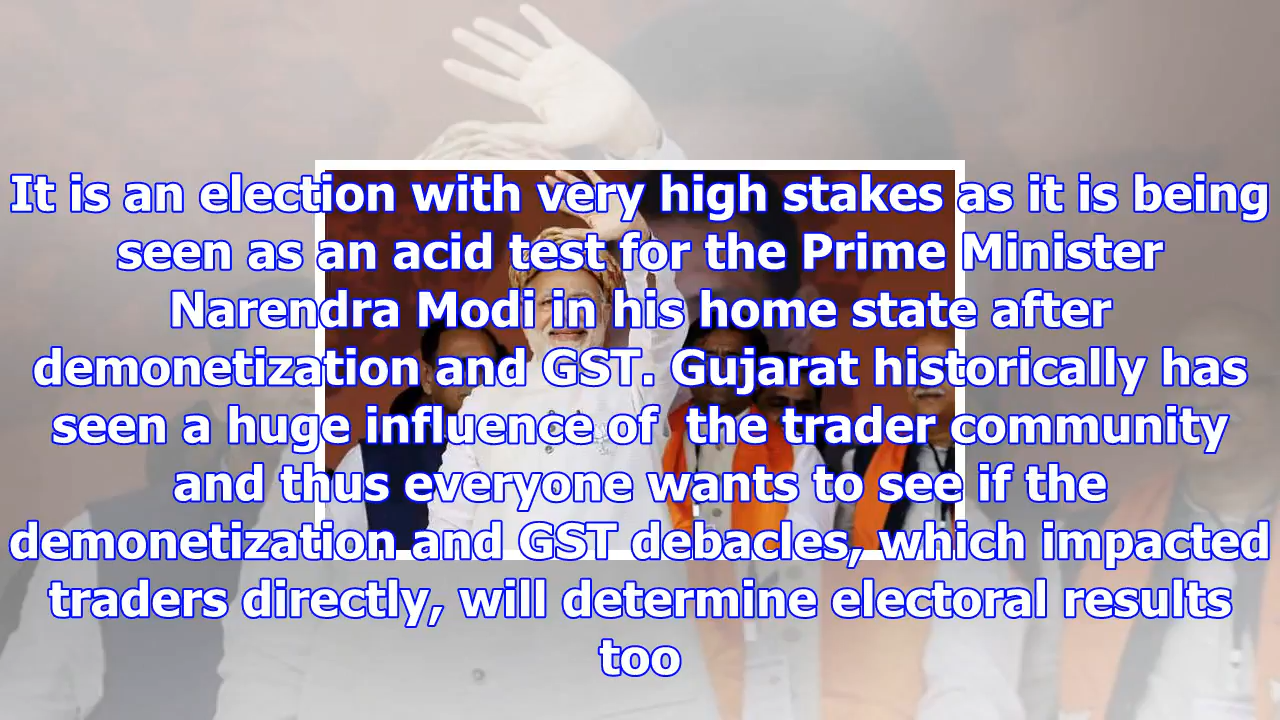 It is an election with very high stakes as it is being
seen as an acid test for the Prime Minister
Narendra Modi in his home state after
demonetization and GST. Gujarat historically has
seen a huge influence of  the trader community
and thus everyone wants to see if the
demonetization and GST debacles, which impacted
traders directly, will determine electoral results
too